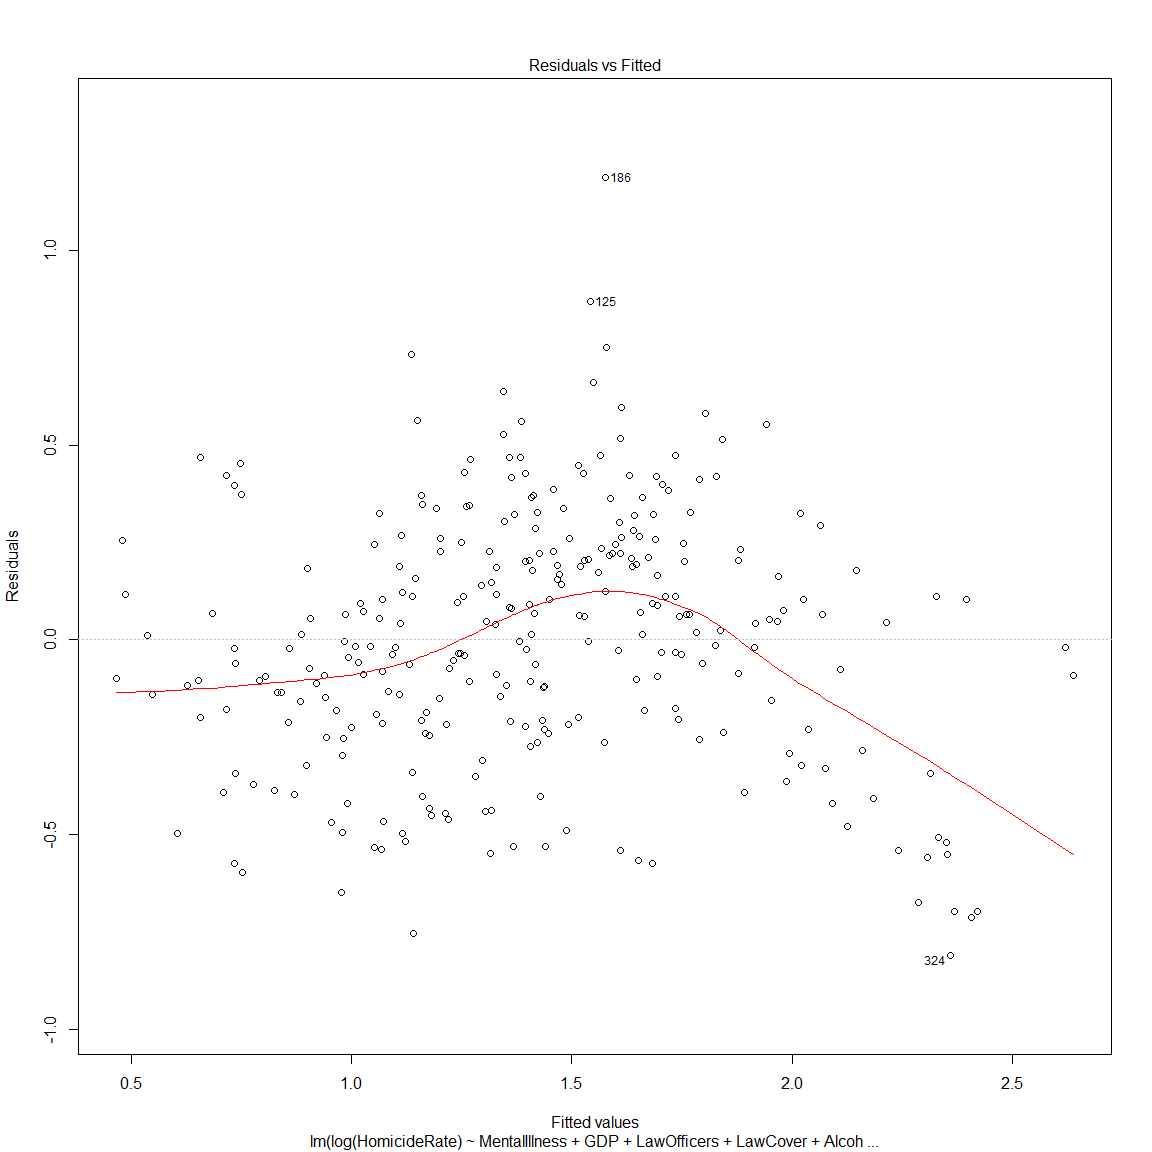 Residuals vs Fitted
186
125
324
Residuals
1.0
0.5
0.0
-0.5
-1.0
0.5 1.0 1.5 2.0 2.5
Fitted values
lm(log(HomicideRate) ~ MentalIllness + GDP + LawOfficers + LawCover + Alcoh ...